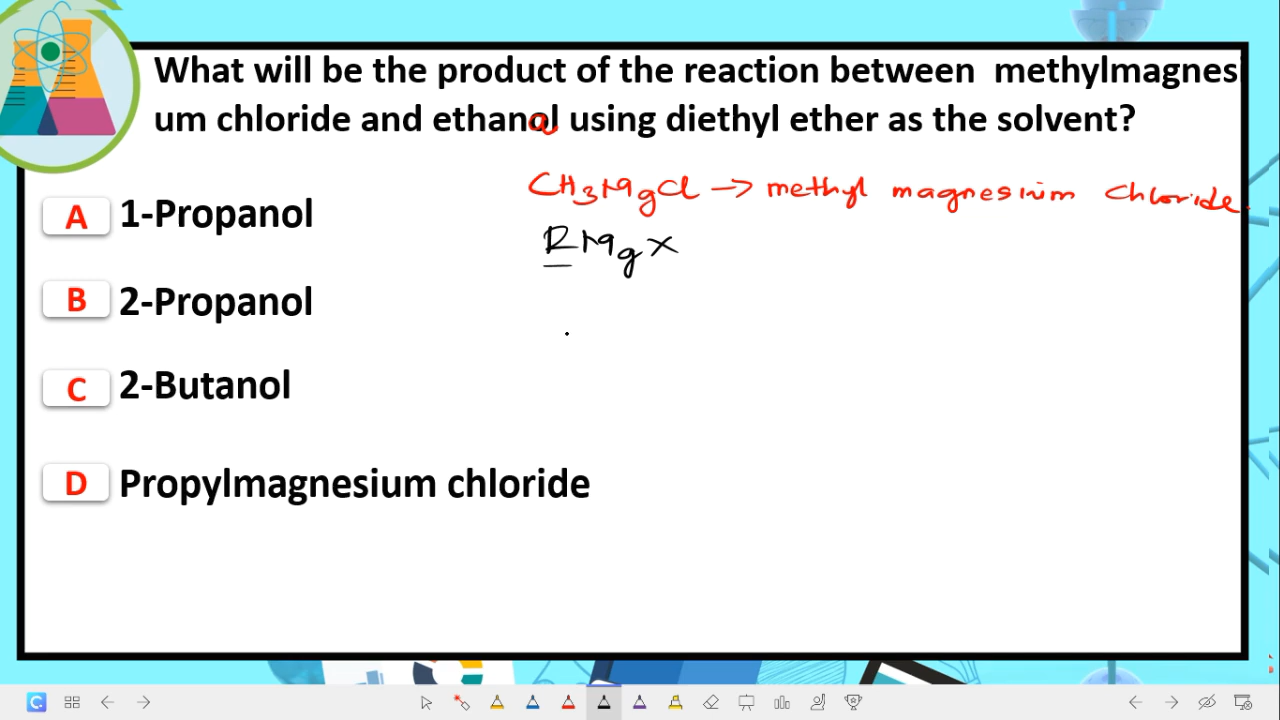 What will be the product of the reaction between methylmagnes
um chloride and ethanal using diethyl ether as the solvent?
CH3MgCl → methyl magnesium chloride.
A 1-Propanol
RMgX
B 2-Propanol
C 2-Butanol
D Propylmagnesium chloride